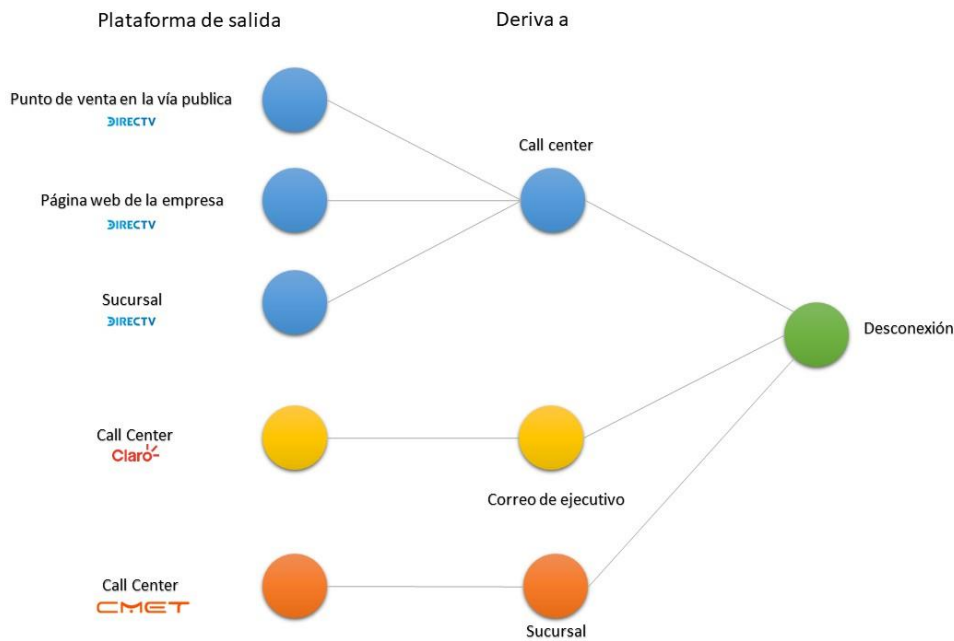 Plataforma de salida
Deriva a
Punto de venta en la vía publica
DIRECTV
Call center
Página web de la empresa
DIRECTV
Sucursal
DIRECTV
Desconexión
Call Center
Claro
Correo de ejecutivo
Call Center
CMET
Sucursal